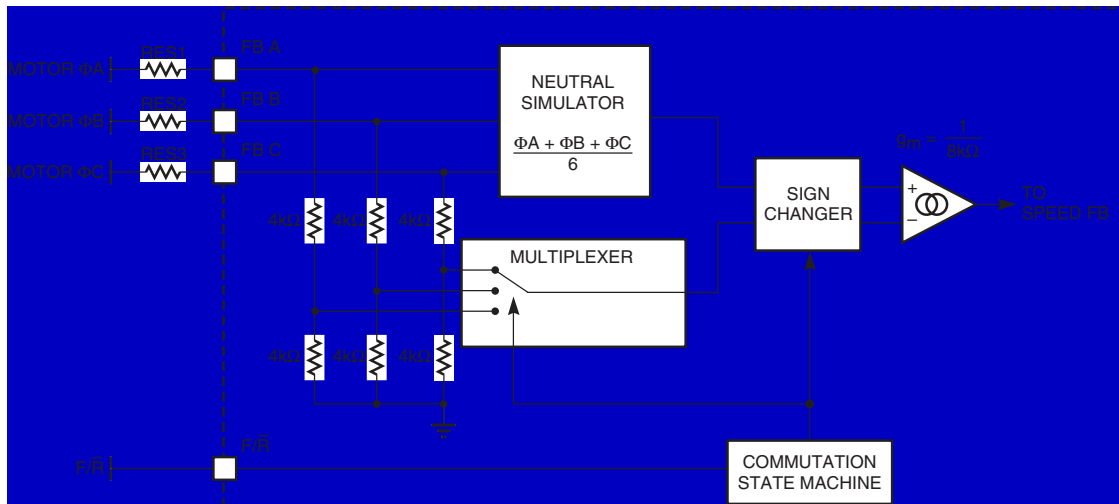 RES1
FB A
MOTOR ΦA
RES2
FB B
MOTOR ΦB
RES3
FB C
MOTOR ΦC
NEUTRAL
SIMULATOR
ΦA + ΦB + ΦC
6
gm = 1
8kΩ
SIGN
CHANGER
+
–
TO
SPEED FB
4kΩ 4kΩ 4kΩ
MULTIPLEXER
4kΩ 4kΩ 4kΩ
F/R̅
F/R̅
COMMUTATION
STATE MACHINE